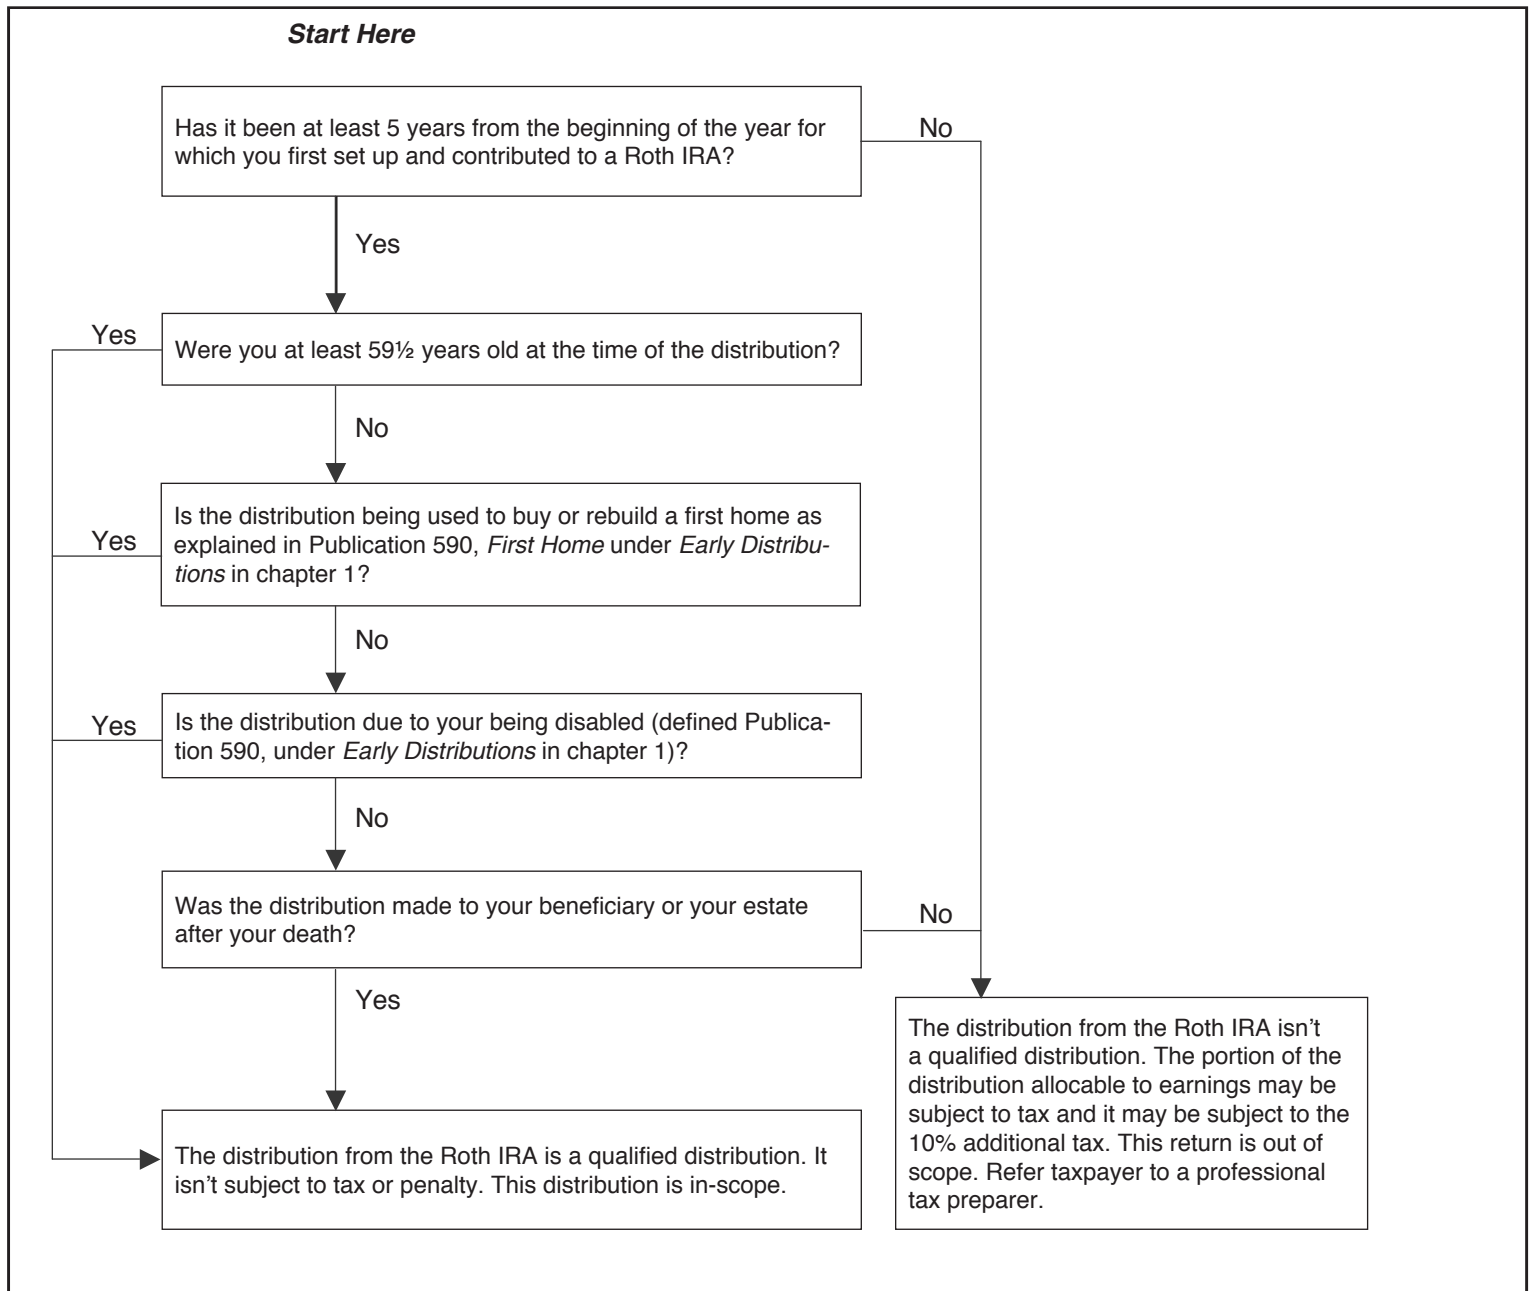 Start Here
Has it been at least 5 years from the beginning of the year for
which you first set up and contributed to a Roth IRA?
No
Yes
Yes
Were you at least 59½ years old at the time of the distribution?
No
Yes
Is the distribution being used to buy or rebuild a first home as
explained in Publication 590, First Home under Early Distribu-
tions in chapter 1?
No
Yes
Is the distribution due to your being disabled (defined Publica-
tion 590, under Early Distributions in chapter 1)?
No
Was the distribution made to your beneficiary or your estate
after your death?
No
Yes
The distribution from the Roth IRA is a qualified distribution. It
isn't subject to tax or penalty. This distribution is in-scope.
The distribution from the Roth IRA isn't
a qualified distribution. The portion of the
distribution allocable to earnings may be
subject to tax and it may be subject to the
10% additional tax. This return is out of
scope. Refer taxpayer to a professional
tax preparer.